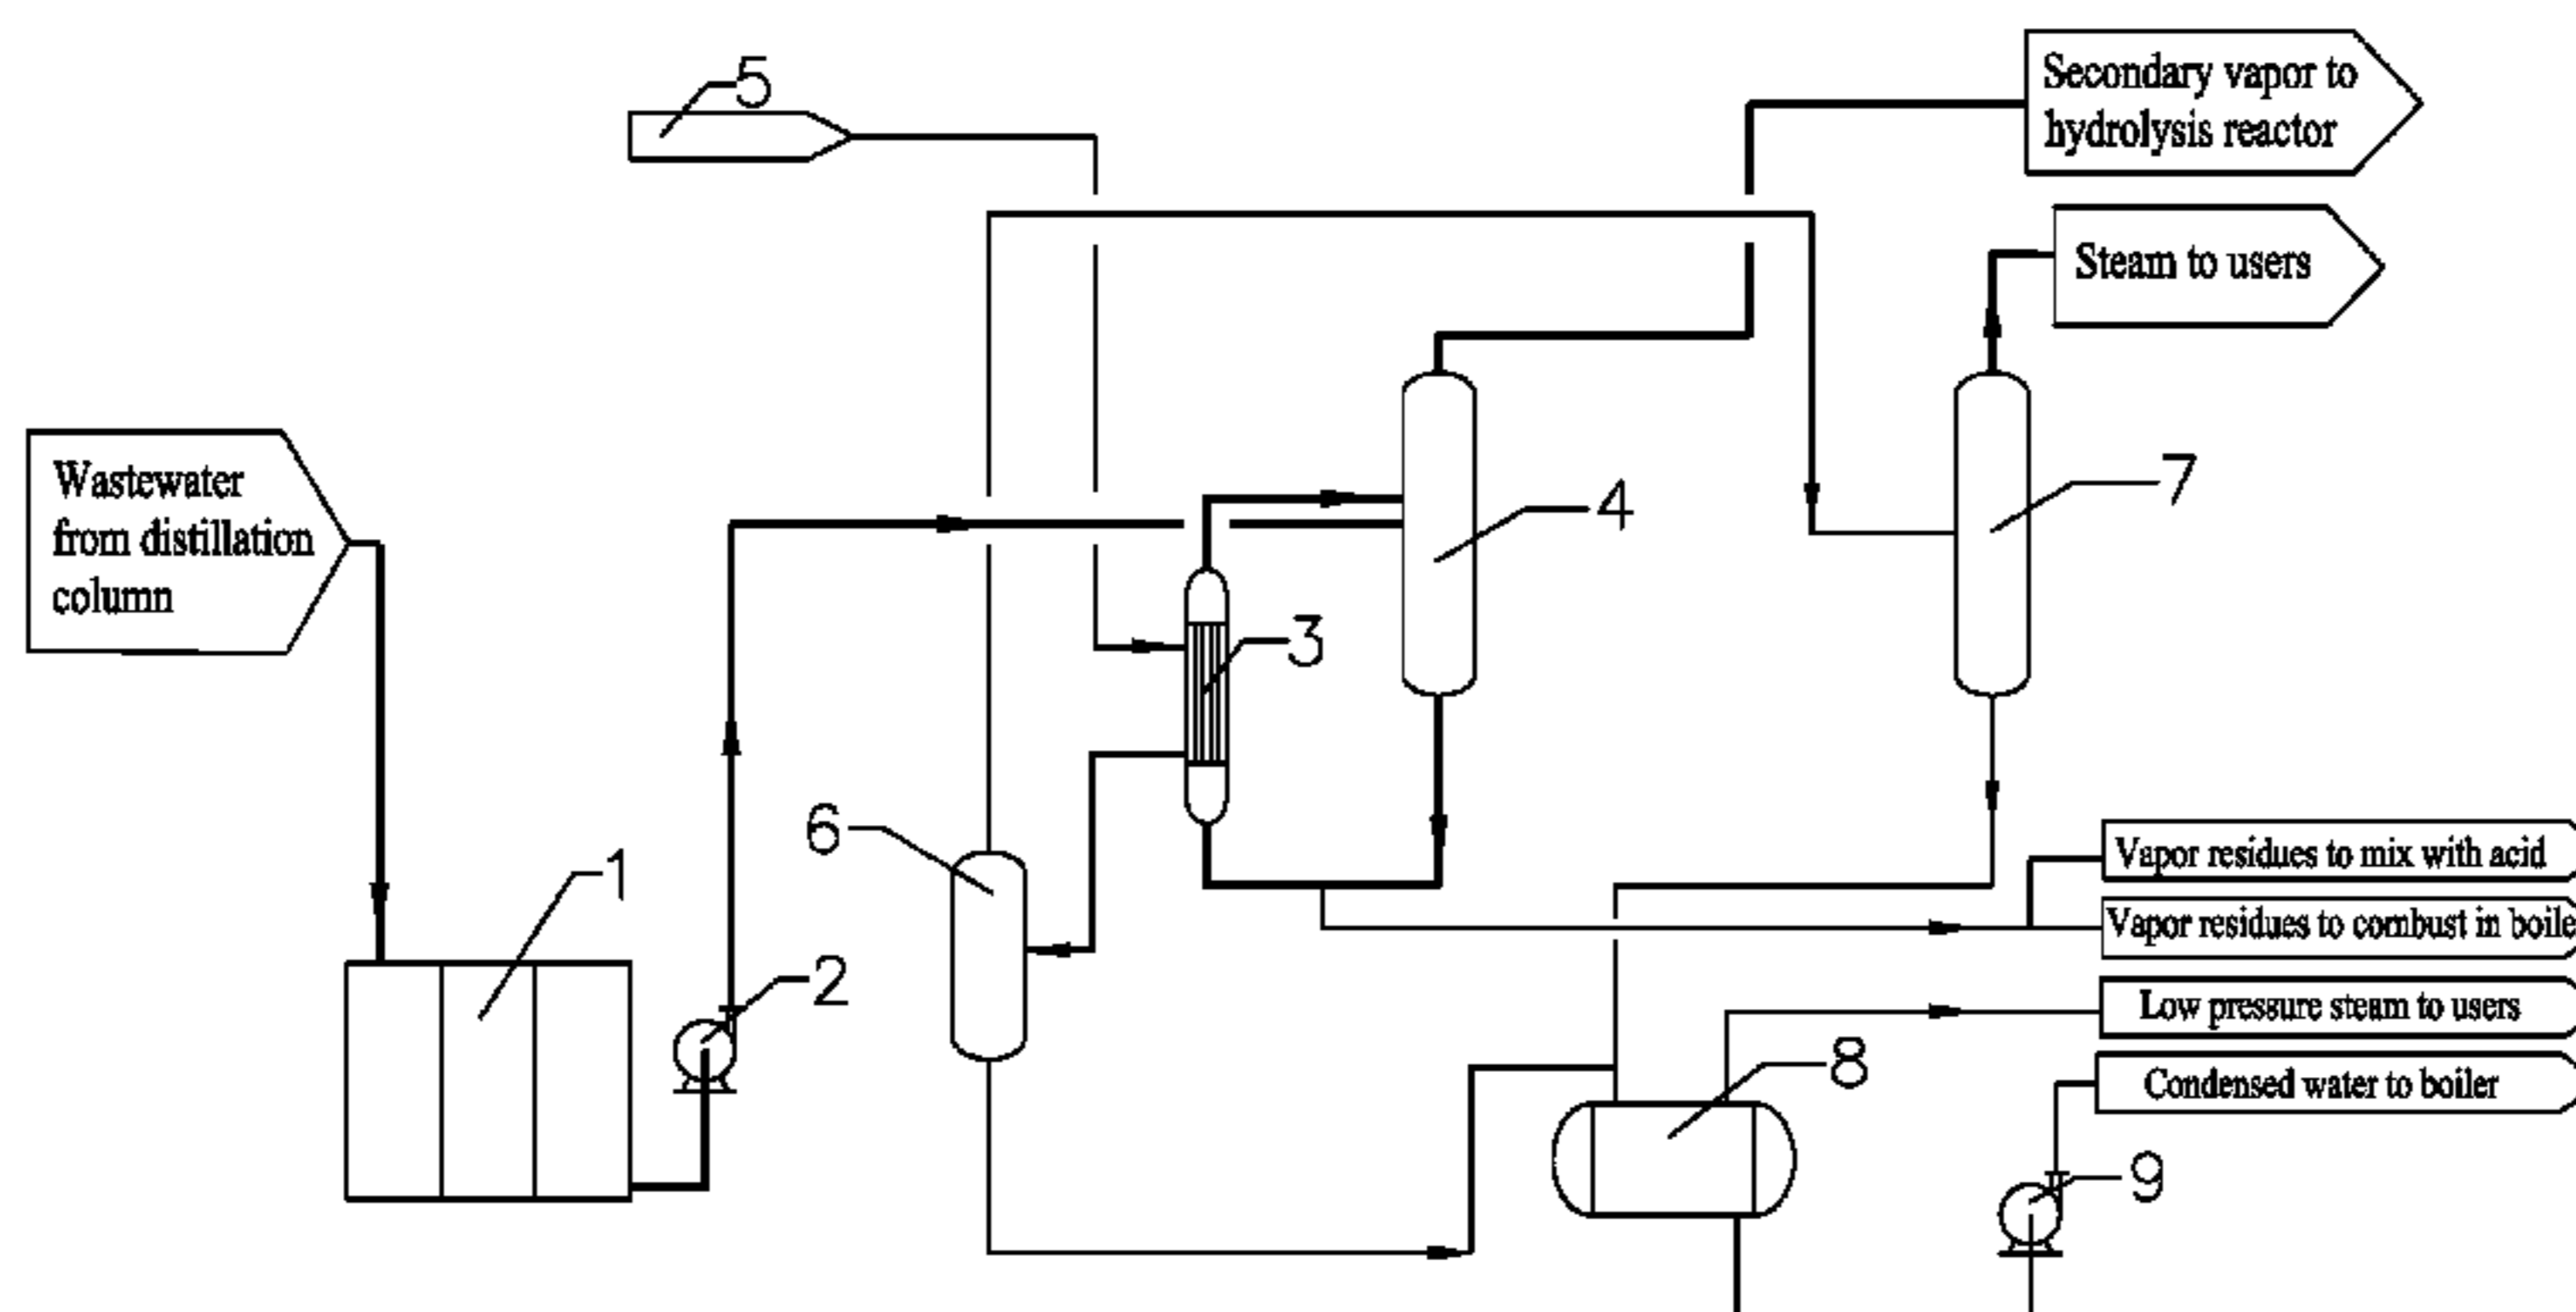 5
Secondary vapor to
hydrolysis reactor
Steam to users
Wastewater
from distillation
column
4
7
3
6
1
2
Vapor residues to mix with acid
Vapor residues to combust in boile
Low pressure steam to users
8
Condensed water to boiler
9